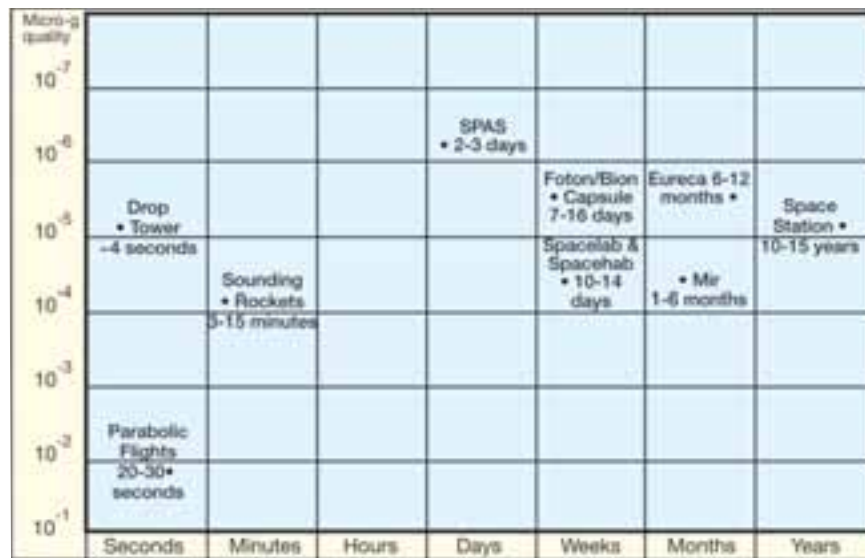 Micro-g
quality
10-7
10-6
10-5
10-4
10-3
10-2
10-1
SPAS
• 2-3 days
Drop
• Tower
~4 seconds
Sounding
• Rockets
3-15 minutes
Foton/Bion
• Capsule
7-16 days
Spacelab &
Spacehab
• 10-14
days
Eureca 6-12
months •
• Mir
1-6 months
Space
Station •
10-15 years
Parabolic
Flights
20-30•
seconds
Seconds Minutes Hours Days Weeks Months Years